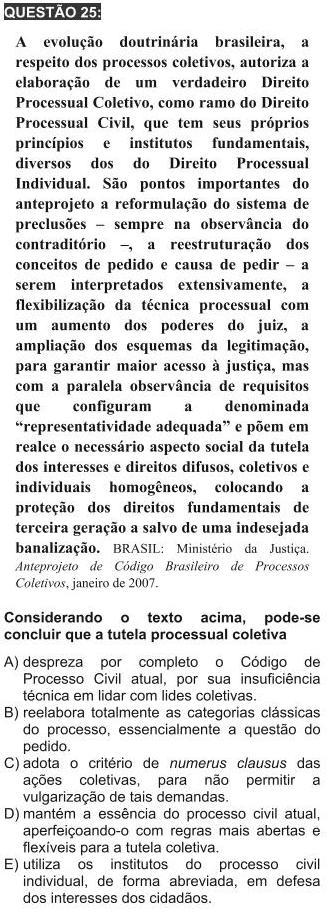 QUESTÃO 25:
A evolução doutrinária brasileira, a
respeito dos processos coletivos, autoriza a
elaboração de um verdadeiro Direito
Processual Coletivo, como ramo do Direito
Processual Civil, que tem seus próprios
princípios e institutos fundamentais,
diversos dos do Direito Processual
Individual. São pontos importantes do
anteprojeto a reformulação do sistema de
preclusões – sempre na observância do
contraditório –, a reestruturação dos
conceitos de pedido e causa de pedir – a
serem interpretados extensivamente, a
flexibilização da técnica processual com
um aumento dos poderes do juiz, a
ampliação dos esquemas da legitimação,
para garantir maior acesso à justiça, mas
com a paralela observância de requisitos
que configuram a denominada
“representatividade adequada” e põem em
realce o necessário aspecto social da tutela
dos interesses e direitos difusos, coletivos e
individuais homogêneos, colocando a
proteção dos direitos fundamentais de
terceira geração a salvo de uma indesejada
banalização. BRASIL: Ministério da Justiça.
Anteprojeto de Código Brasileiro de Processos
Coletivos, janeiro de 2007.
Considerando o texto acima, pode-se
concluir que a tutela processual coletiva
A) despreza por completo o Código de
Processo Civil atual, por sua insuficiência
técnica em lidar com lides coletivas.
B) reelabora totalmente as categorias clássicas
do processo, essencialmente a questão do
pedido.
C) adota o critério de numerus clausus das
ações coletivas, para não permitir a
vulgarização de tais demandas.
D) mantém a essência do processo civil atual,
aperfeiçoando-o com regras mais abertas e
flexíveis para a tutela coletiva.
E) utiliza os institutos do processo civil
individual, de forma abreviada, em defesa
dos interesses dos cidadãos.